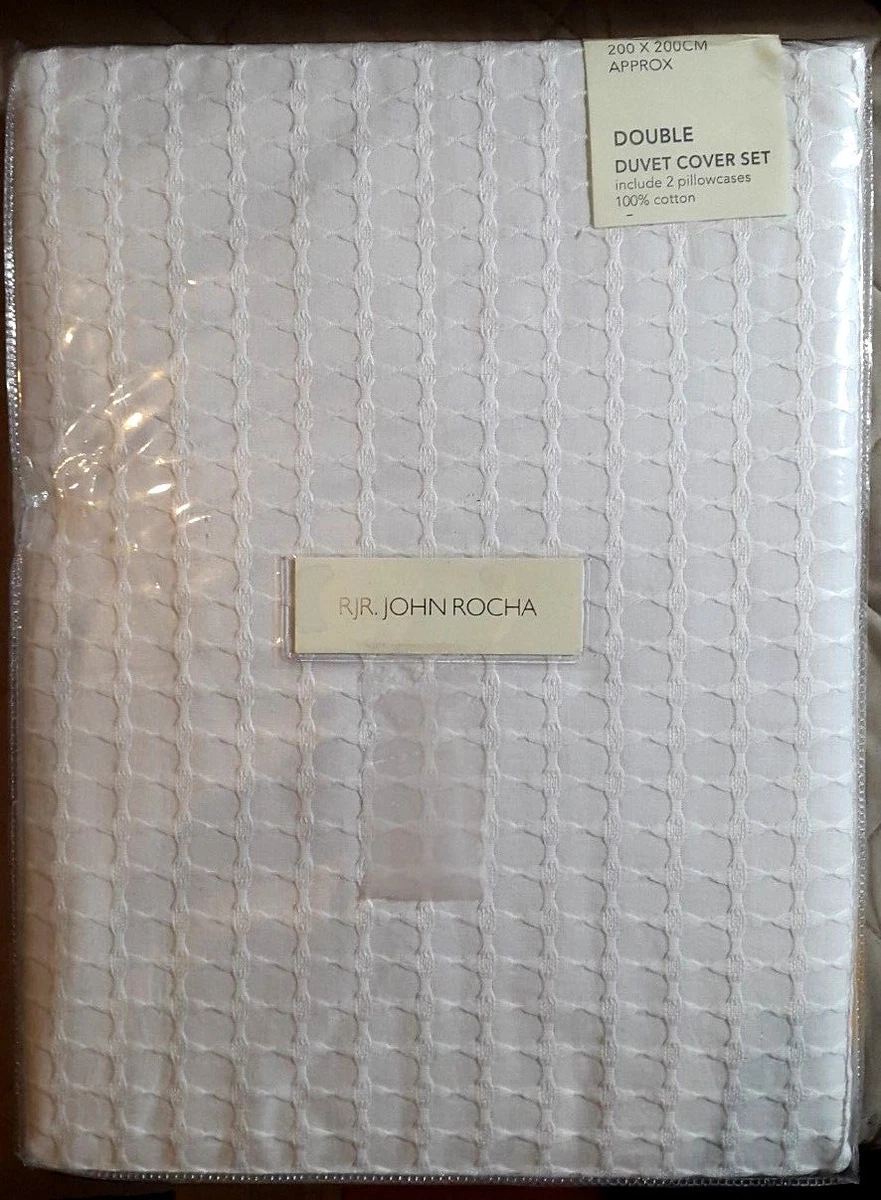 200 X 200CM
APPROX
DOUBLE
DUVET COVER SET
include 2 pillowcases
100% cotton
RJR. JOHN ROCHA